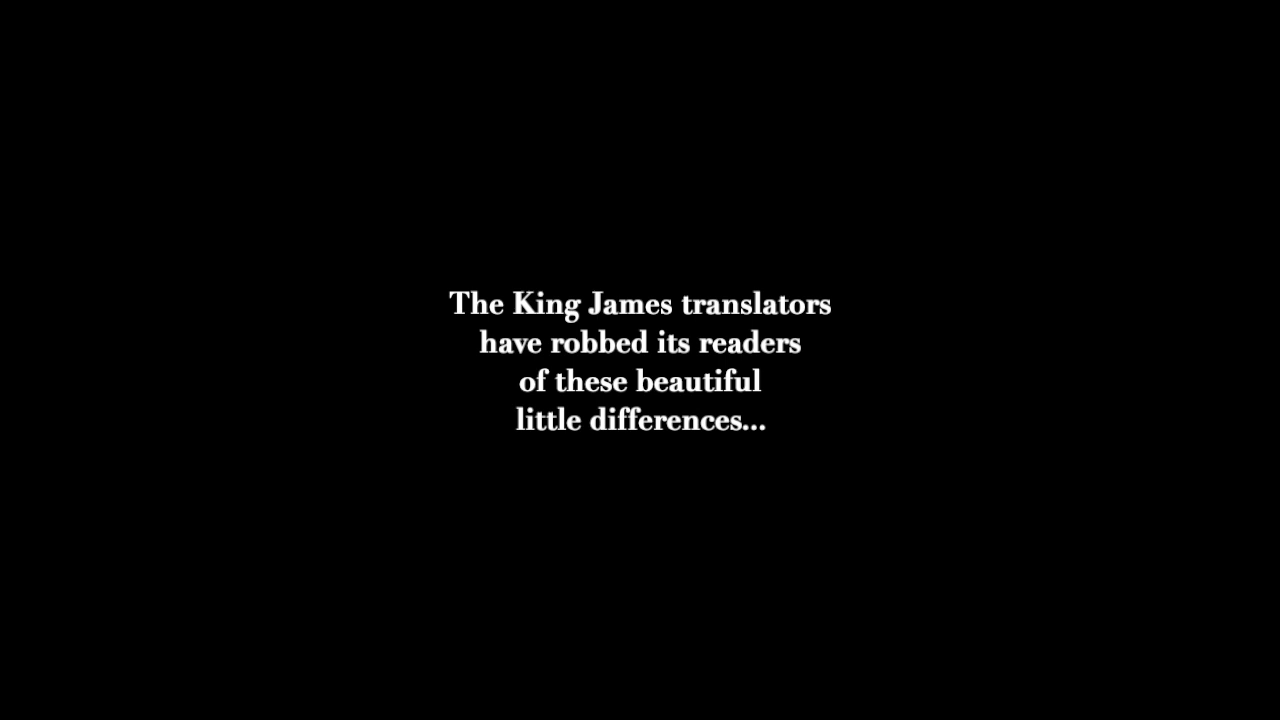 The King James translators
have robbed its readers
of these beautiful
little differences...